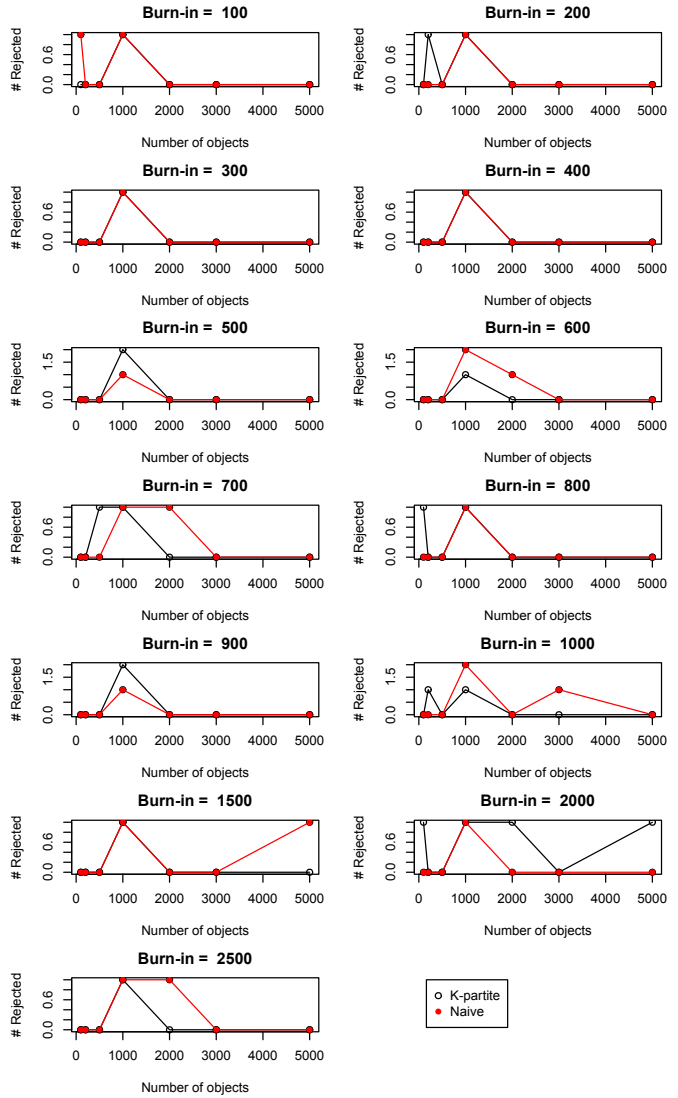 Burn-in = 100
# Rejected
0.0 0.6
0 1000 2000 3000 4000 5000
Number of objects
Burn-in = 200
# Rejected
0.0 0.6
0 1000 2000 3000 4000 5000
Number of objects
Burn-in = 300
# Rejected
0.0 0.6
0 1000 2000 3000 4000 5000
Number of objects
Burn-in = 400
# Rejected
0.0 0.6
0 1000 2000 3000 4000 5000
Number of objects
Burn-in = 500
# Rejected
0.0 1.5
0 1000 2000 3000 4000 5000
Number of objects
Burn-in = 600
# Rejected
0.0 1.5
0 1000 2000 3000 4000 5000
Number of objects
Burn-in = 700
# Rejected
0.0 0.6
0 1000 2000 3000 4000 5000
Number of objects
Burn-in = 800
# Rejected
0.0 0.6
0 1000 2000 3000 4000 5000
Number of objects
Burn-in = 900
# Rejected
0.0 1.5
0 1000 2000 3000 4000 5000
Number of objects
Burn-in = 1000
# Rejected
0.0 1.5
0 1000 2000 3000 4000 5000
Number of objects
Burn-in = 1500
# Rejected
0.0 0.6
0 1000 2000 3000 4000 5000
Number of objects
Burn-in = 2000
# Rejected
0.0 0.6
0 1000 2000 3000 4000 5000
Number of objects
Burn-in = 2500
# Rejected
0.0 0.6
0 1000 2000 3000 4000 5000
Number of objects
K-partite
Naive